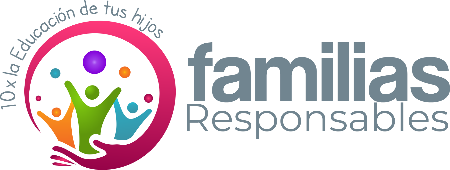 10 x la Educación de tus hijos
familias
Responsables